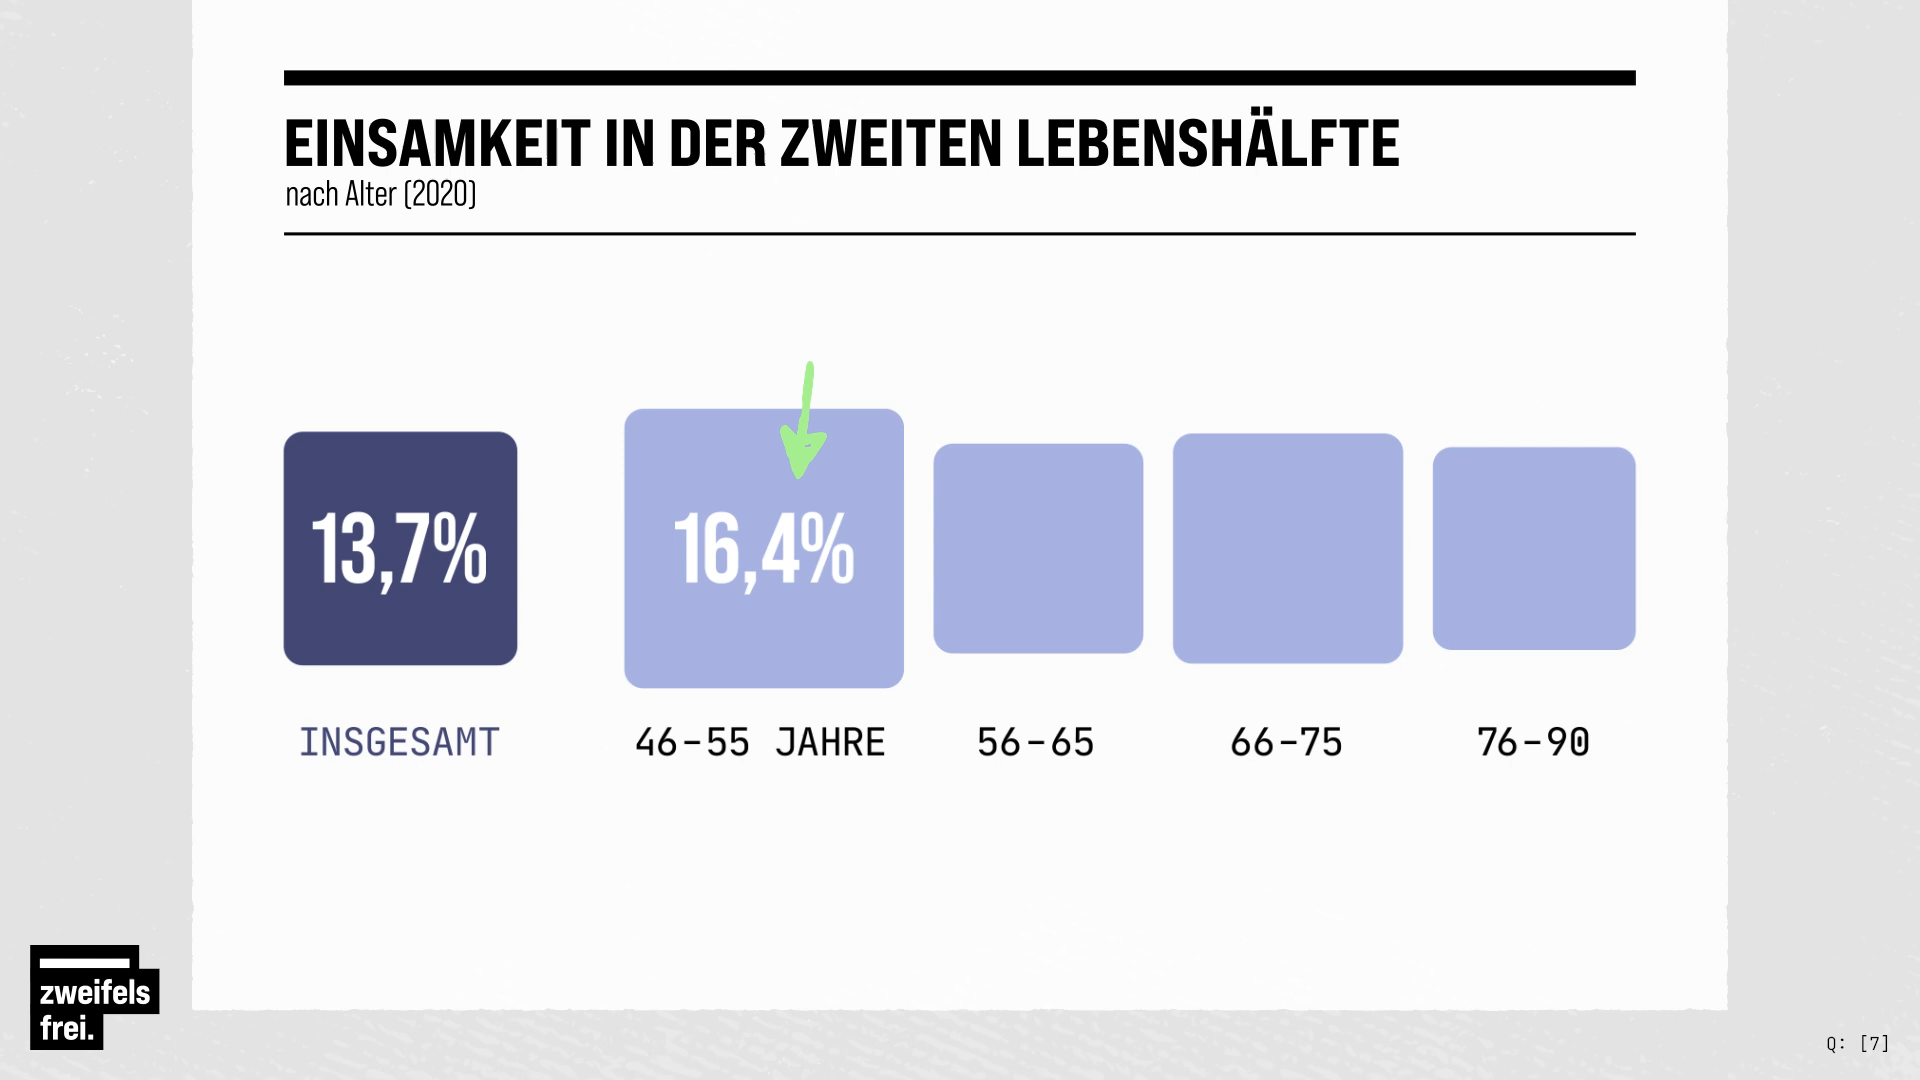 EINSAMKEIT IN DER ZWEITEN LEBENSHÄLFTE
nach Alter (2020)
13,7%
16,4%
INSGESAMT
46-55 JAHRE
56-65
66-75
76-90
zweifels
frei.
Q: [7]